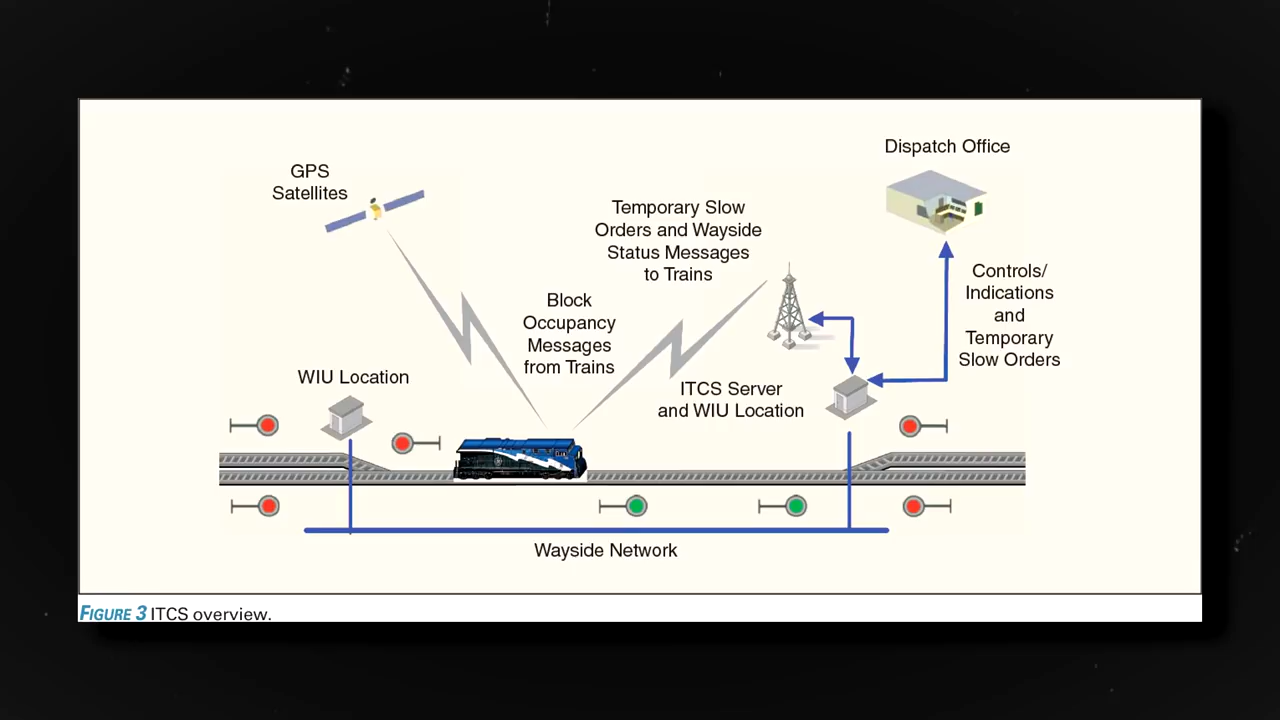 Dispatch Office
GPS
Satellites
Temporary Slow
Orders and Wayside
Status Messages
to Trains
Controls/
Indications
and
Temporary
Slow Orders
Block
Occupancy
Messages
from Trains
WIU Location
ITCS Server
and WIU Location
Wayside Network
FIGURE 3 ITCS overview.